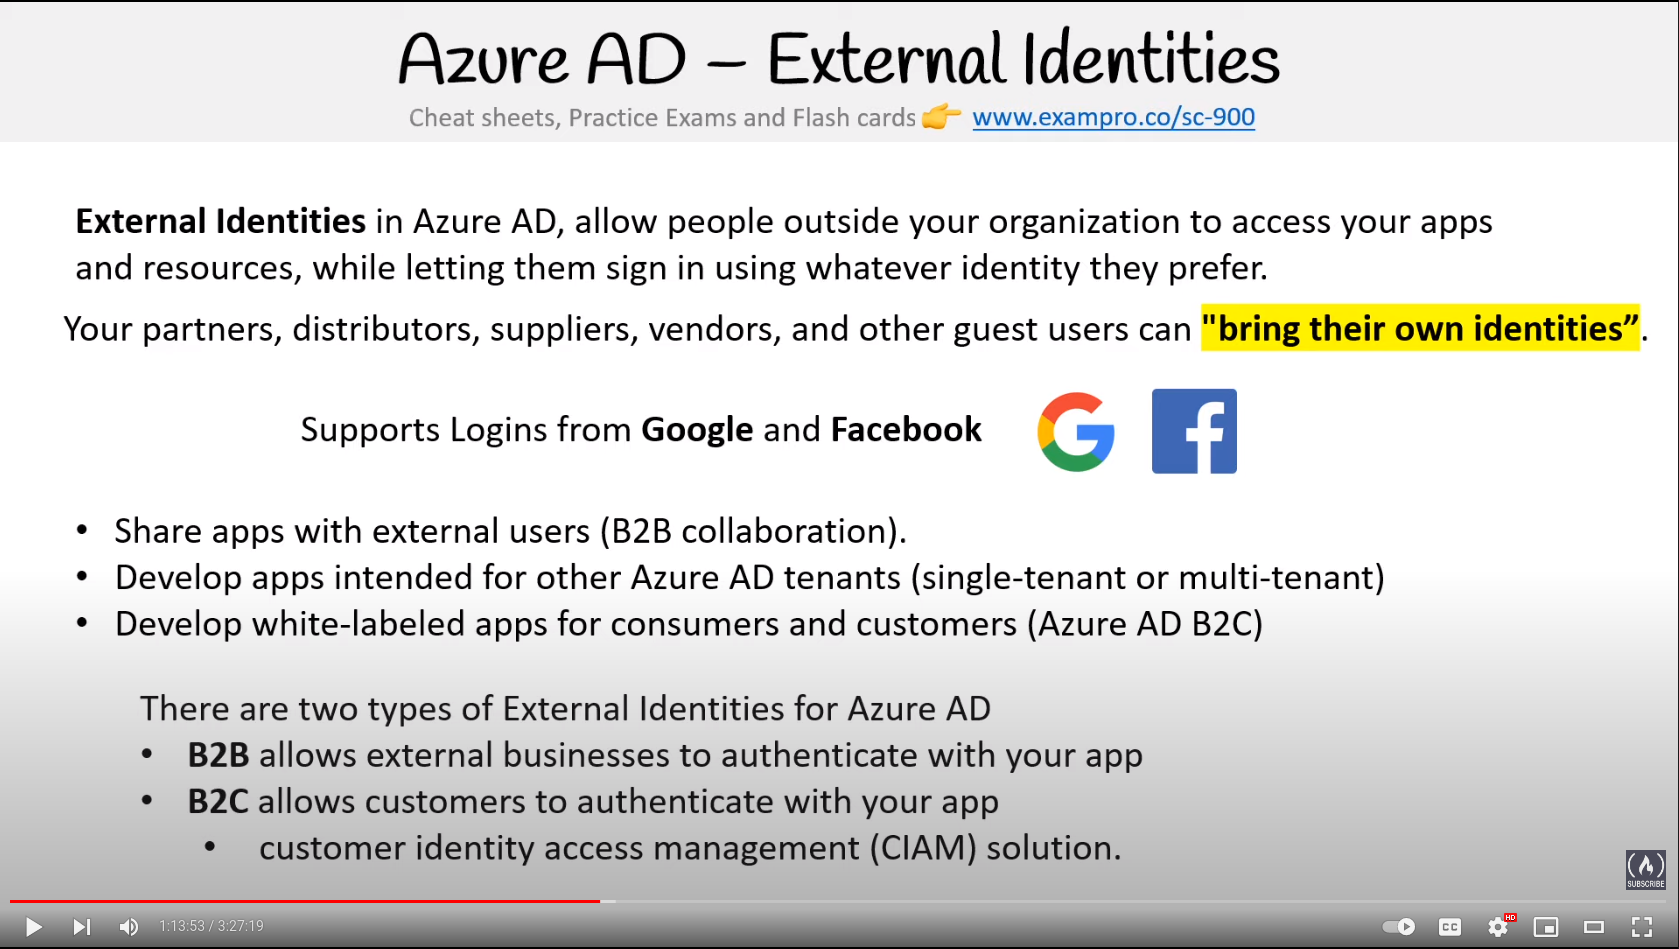 Azure AD – External Identities
Cheat sheets, Practice Exams and Flash cards 👉 www.exampro.co/sc-900
External Identities in Azure AD, allow people outside your organization to access your apps
and resources, while letting them sign in using whatever identity they prefer.
Your partners, distributors, suppliers, vendors, and other guest users can "bring their own identities”.
Supports Logins from Google and Facebook
• Share apps with external users (B2B collaboration).
• Develop apps intended for other Azure AD tenants (single-tenant or multi-tenant)
• Develop white-labeled apps for consumers and customers (Azure AD B2C)
There are two types of External Identities for Azure AD
• B2B allows external businesses to authenticate with your app
• B2C allows customers to authenticate with your app
• customer identity access management (CIAM) solution.
SUBSCRIBE
1:13:53 / 3:27:19
CC
HD